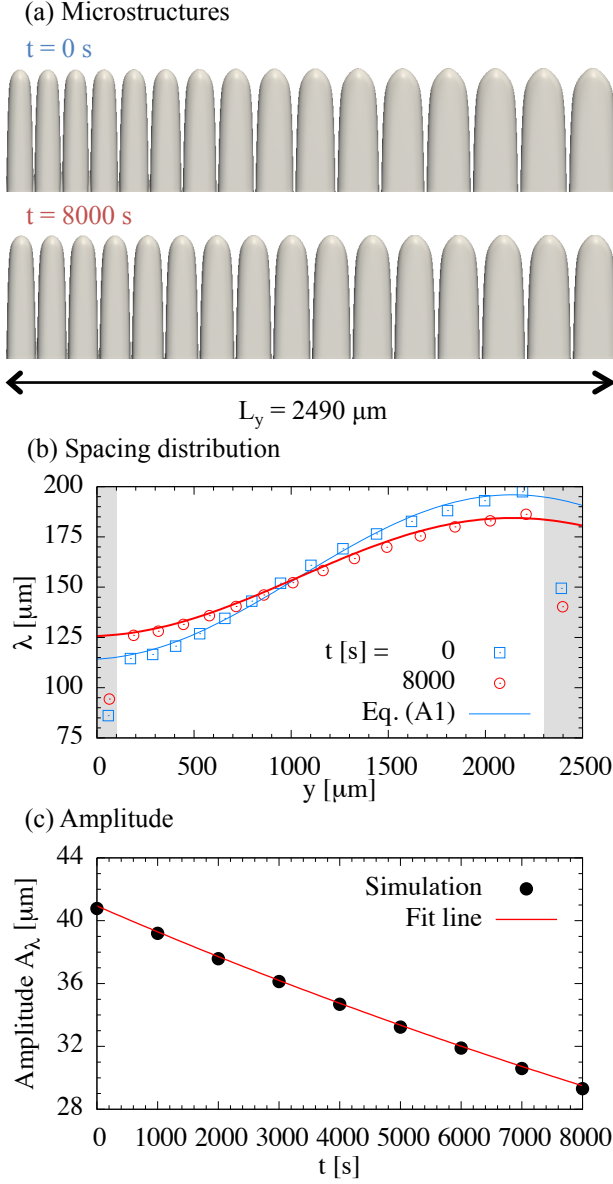 (a) Microstructures
t = 0 s
t = 8000 s
L_y = 2490 μm
(b) Spacing distribution
200
175
150
125
100
75
λ [μm]
t [s] = 0
8000
Eq. (A1)
0 500 1000 1500 2000 2500
y [μm]
(c) Amplitude
44
40
36
32
28
Amplitude A_λ [μm]
Simulation
Fit line
0 1000 2000 3000 4000 5000 6000 7000 8000
t [s]